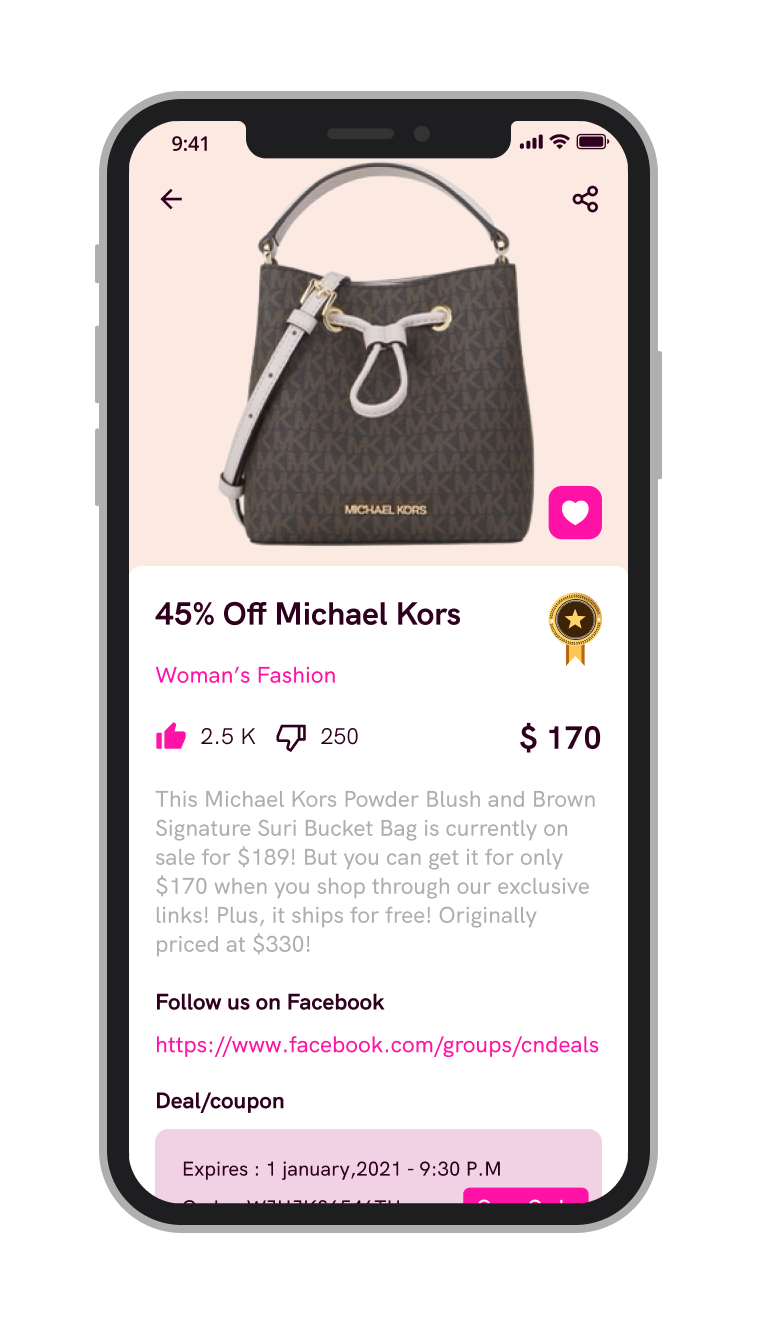 9:41
MICHAEL KORS
45% Off Michael Kors
Woman’s Fashion
2.5 K 250 $ 170
This Michael Kors Powder Blush and Brown
Signature Suri Bucket Bag is currently on
sale for $189! But you can get it for only
$170 when you shop through our exclusive
links! Plus, it ships for free! Originally
priced at $330!
Follow us on Facebook
https://www.facebook.com/groups/cndeals
Deal/coupon
Expires : 1 january,2021 - 9:30 P.M